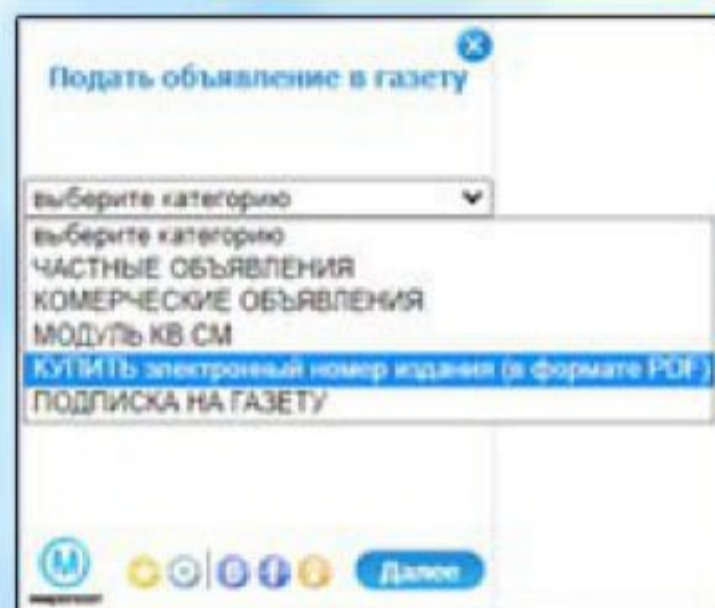 Подать объявление в газету
выберите категорию
выберите категорию
ЧАСТНЫЕ ОБЪЯВЛЕНИЯ
КОМЕРЧЕСКИЕ ОБЪЯВЛЕНИЯ
МОДУЛЬ КВ.СМ
КУПИТЬ электронный номер издания (в формате PDF)
ПОДПИСКА НА ГАЗЕТУ
Далее